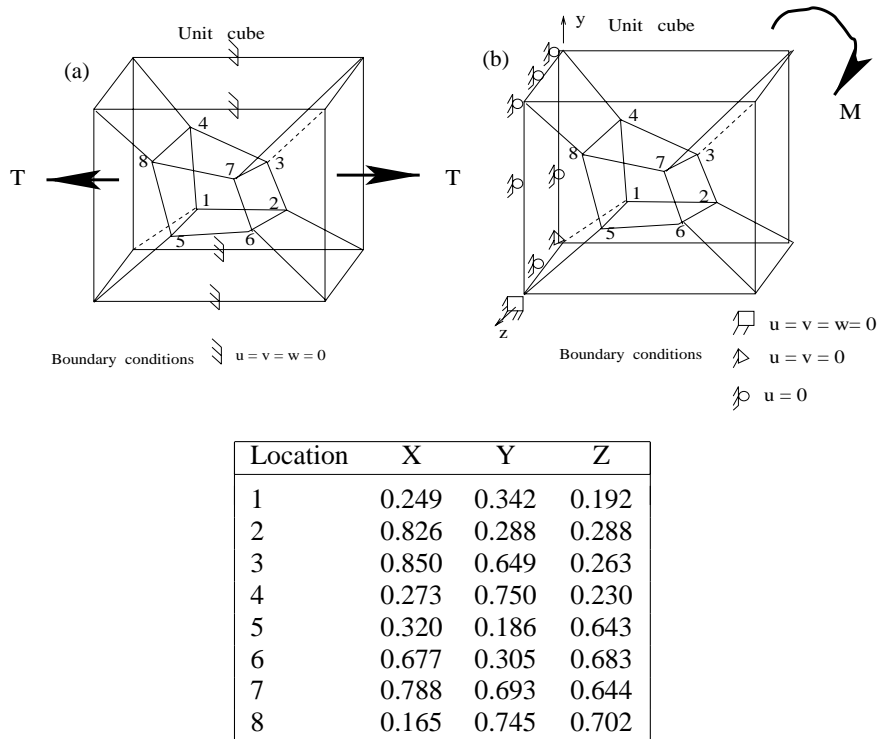 Unit cube
(a)
4
8
7
3
T
T
1
2
5
6
Boundary conditions
u = v = w = 0
y
Unit cube
(b)
M
4
8
7
3
1
2
5
6
z
Boundary conditions
u = v = w= 0
u = v = 0
u = 0
Location X Y Z
1 0.249 0.342 0.192
2 0.826 0.288 0.288
3 0.850 0.649 0.263
4 0.273 0.750 0.230
5 0.320 0.186 0.643
6 0.677 0.305 0.683
7 0.788 0.693 0.644
8 0.165 0.745 0.702